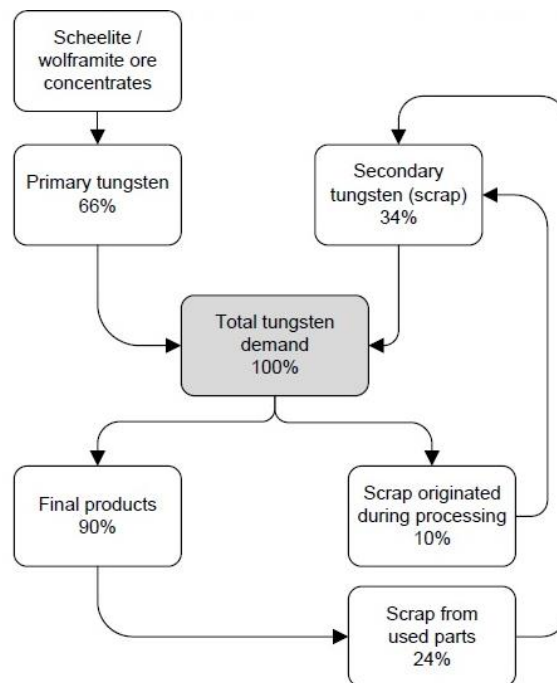 Scheelite /
wolframite ore
concentrates
Primary tungsten
66%
Secondary
tungsten (scrap)
34%
Total tungsten
demand
100%
Final products
90%
Scrap originated
during processing
10%
Scrap from
used parts
24%